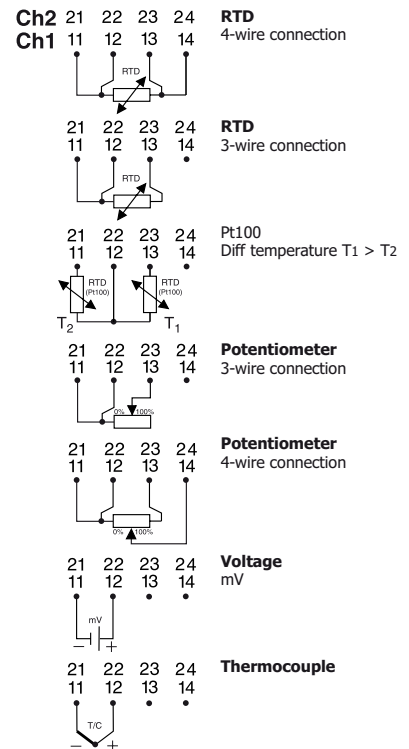 Ch2 21 22 23 24 RTD
Ch1 11 12 13 14 4-wire connection
RTD
21 22 23 24 RTD
11 12 13 14 3-wire connection
RTD
21 22 23 24 Pt100
11 12 13 14 Diff temperature T1 > T2
RTD RTD
(Pt100) (Pt100)
T2 T1
21 22 23 24 Potentiometer
11 12 13 14 3-wire connection
0% 100%
21 22 23 24 Potentiometer
11 12 13 14 4-wire connection
0% 100%
21 22 23 24 Voltage
11 12 13 14 mV
mV
– +
21 22 23 24 Thermocouple
11 12 13 14
T/C
– +